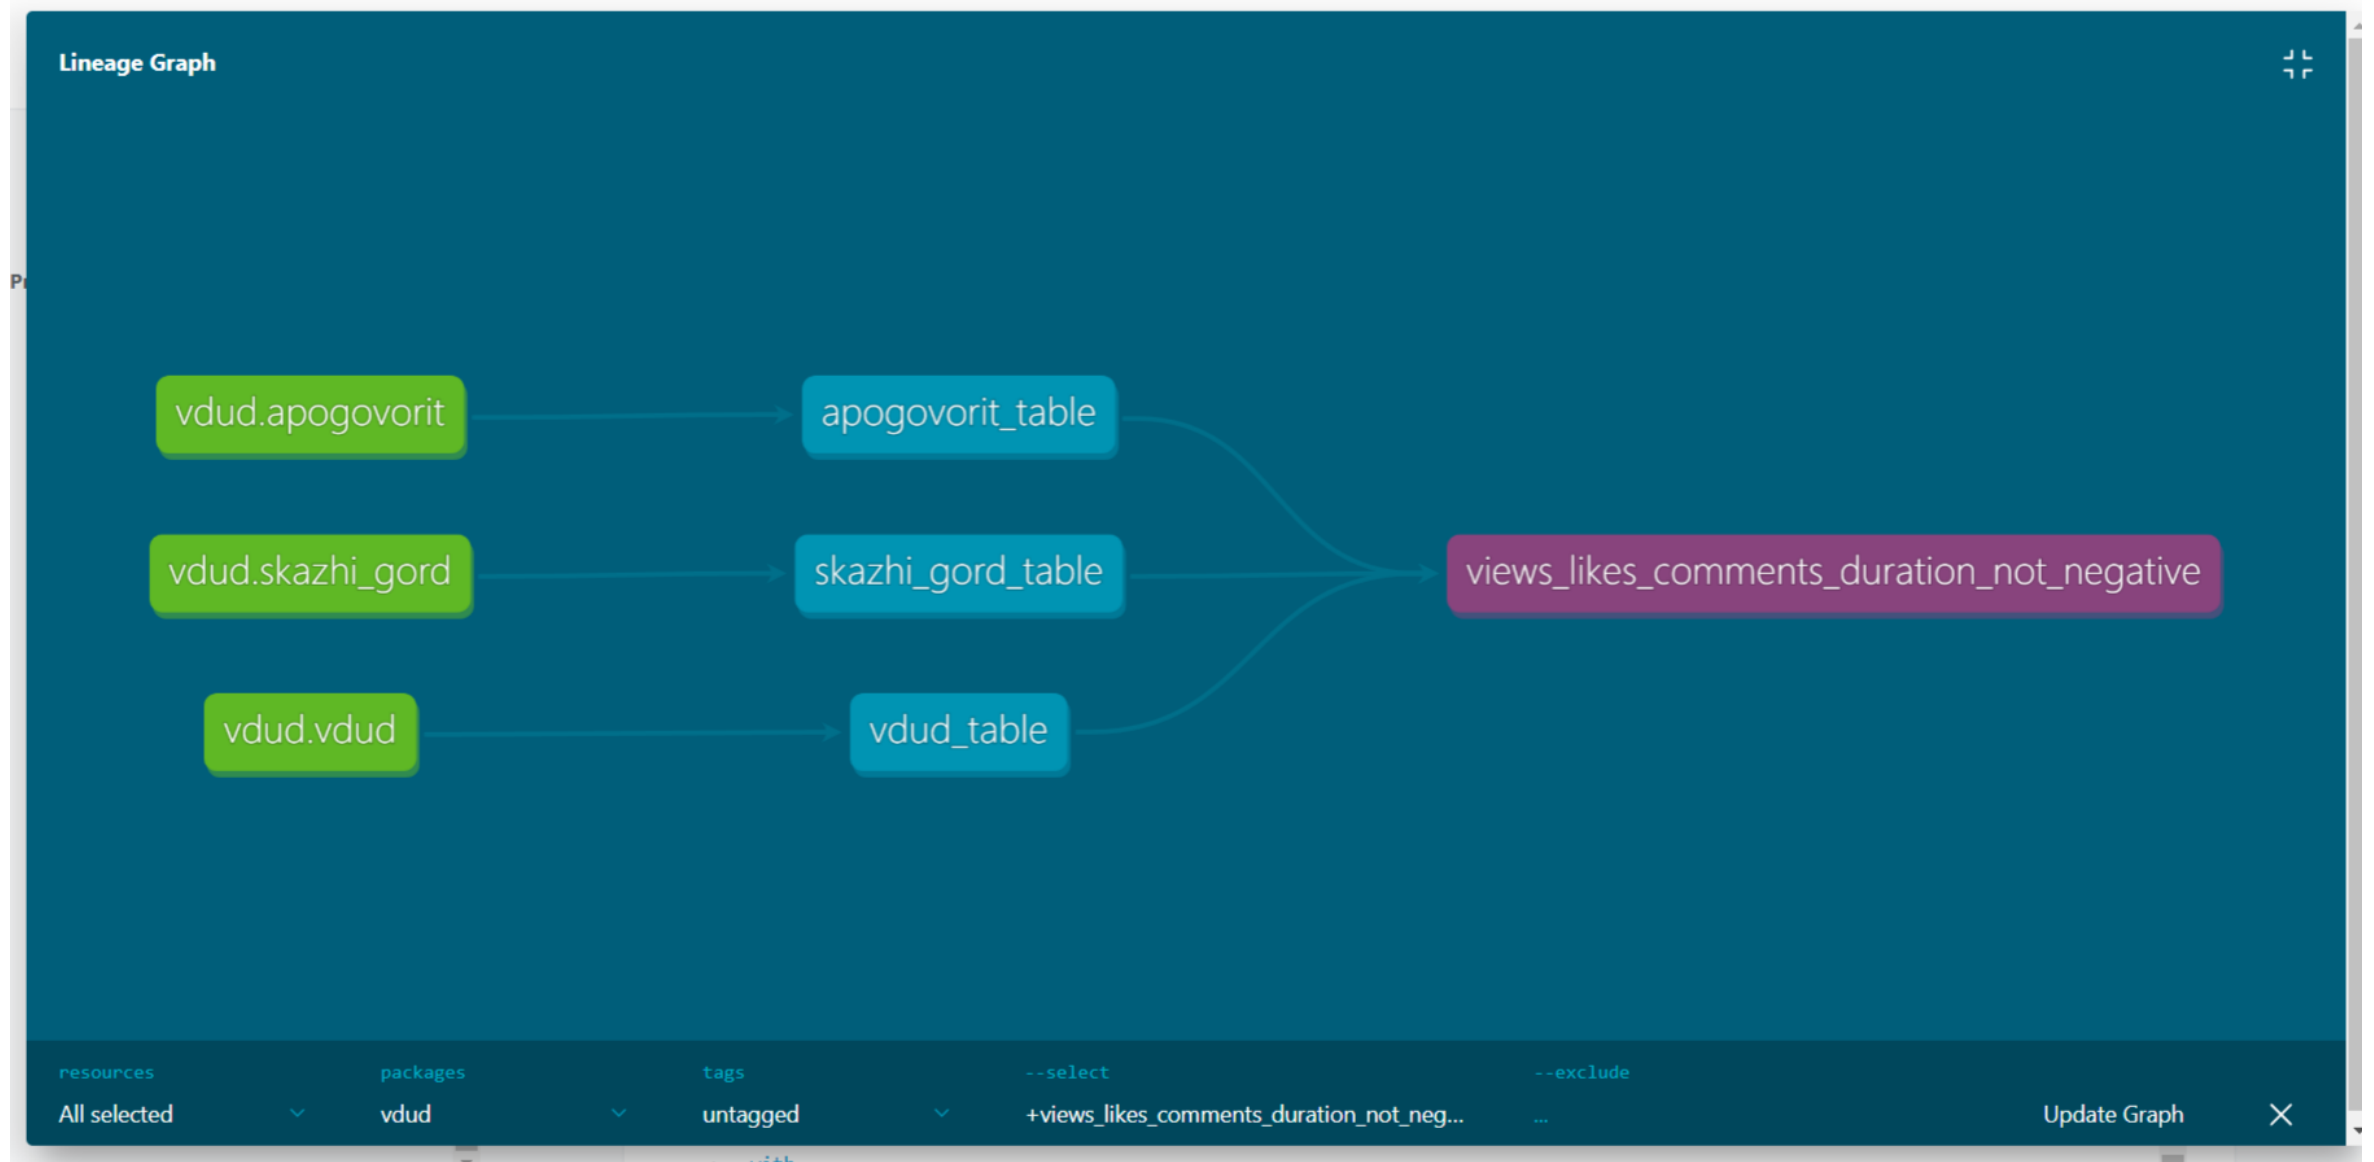 Lineage Graph
vdud.apogovorit
apogovorit_table
vdud.skazhi_gord
skazhi_gord_table
views_likes_comments_duration_not_negative
vdud.vdud
vdud_table
resources packages tags --select --exclude
All selected vdud untagged +views_likes_comments_duration_not_neg... ... Update Graph